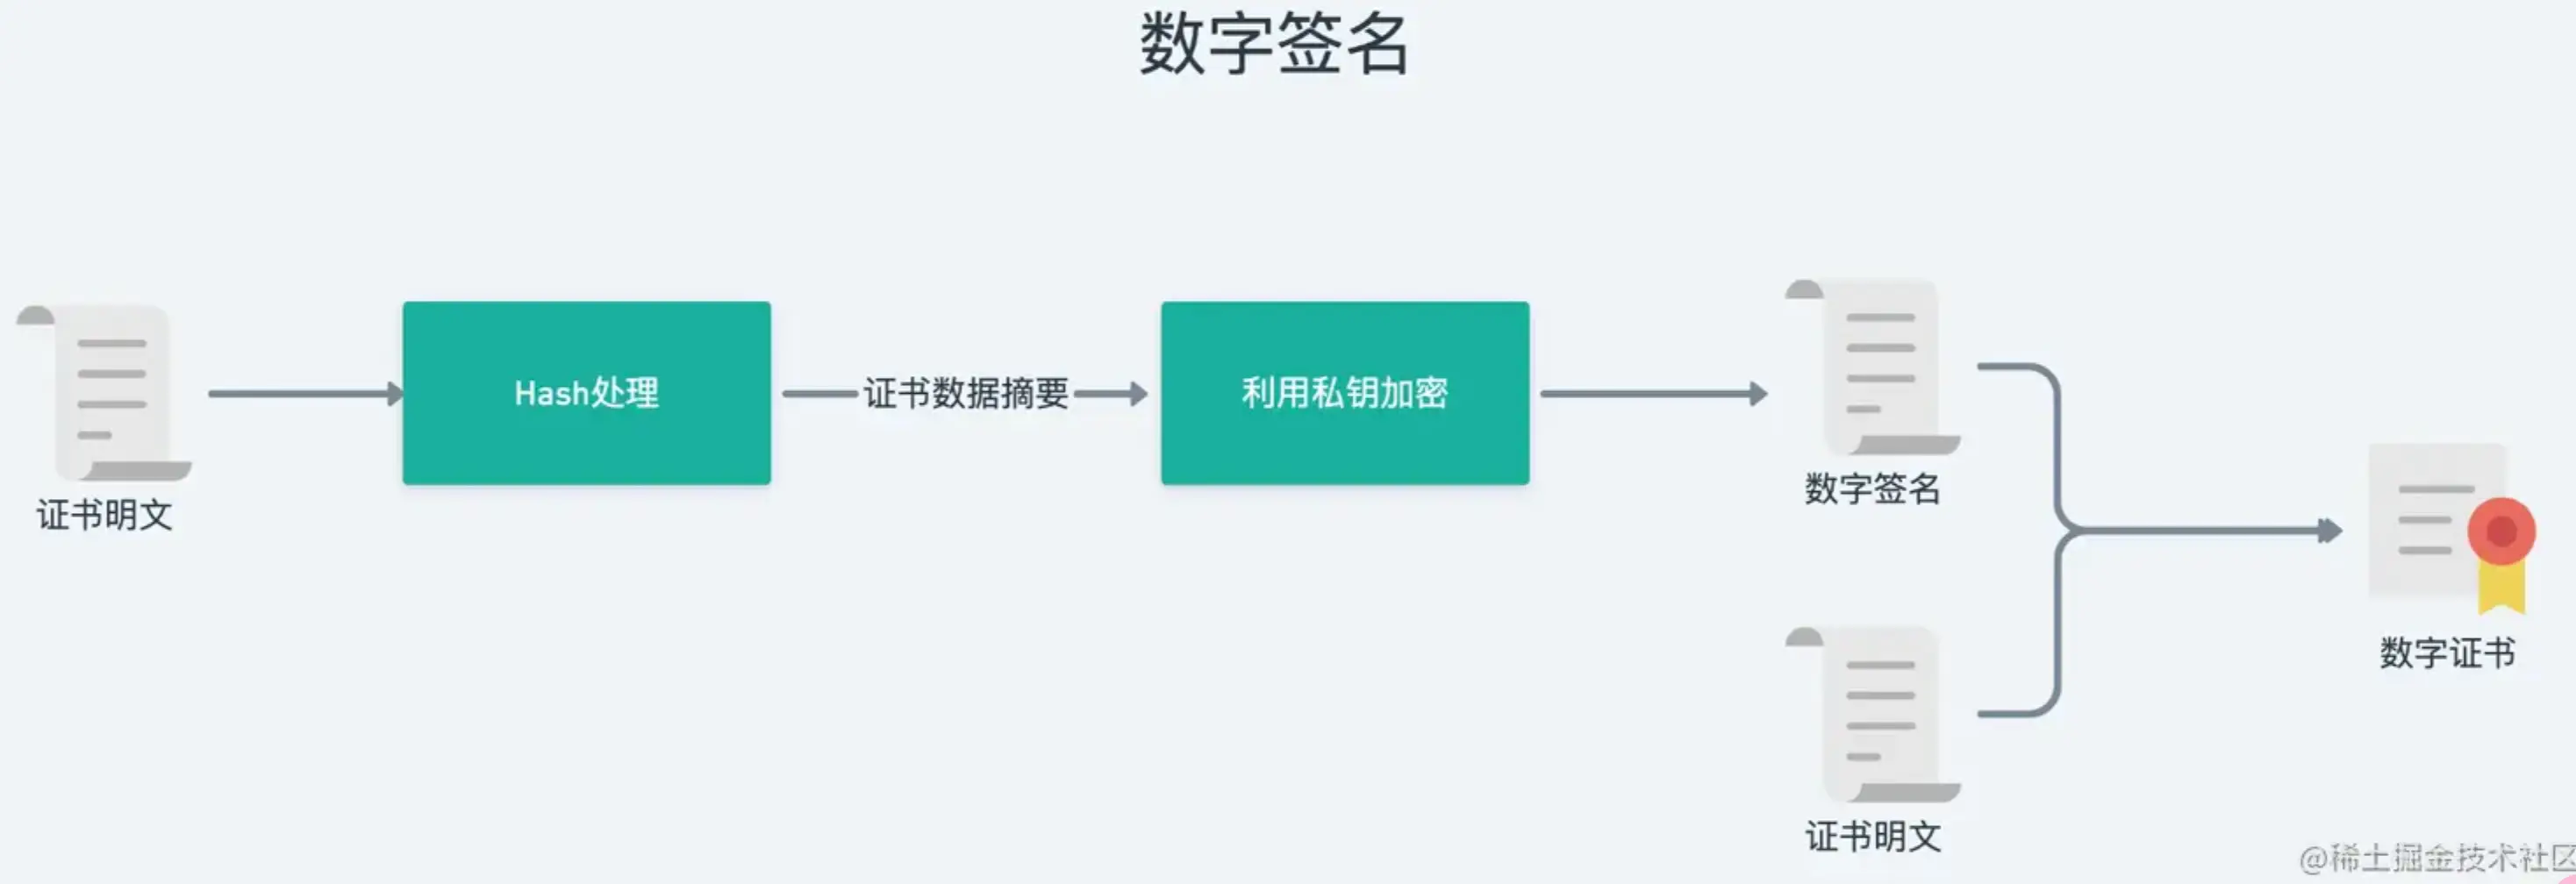 数字签名
证书明文
Hash处理
证书数据摘要
利用私钥加密
数字签名
证书明文
数字证书
@稀土掘金技术社区